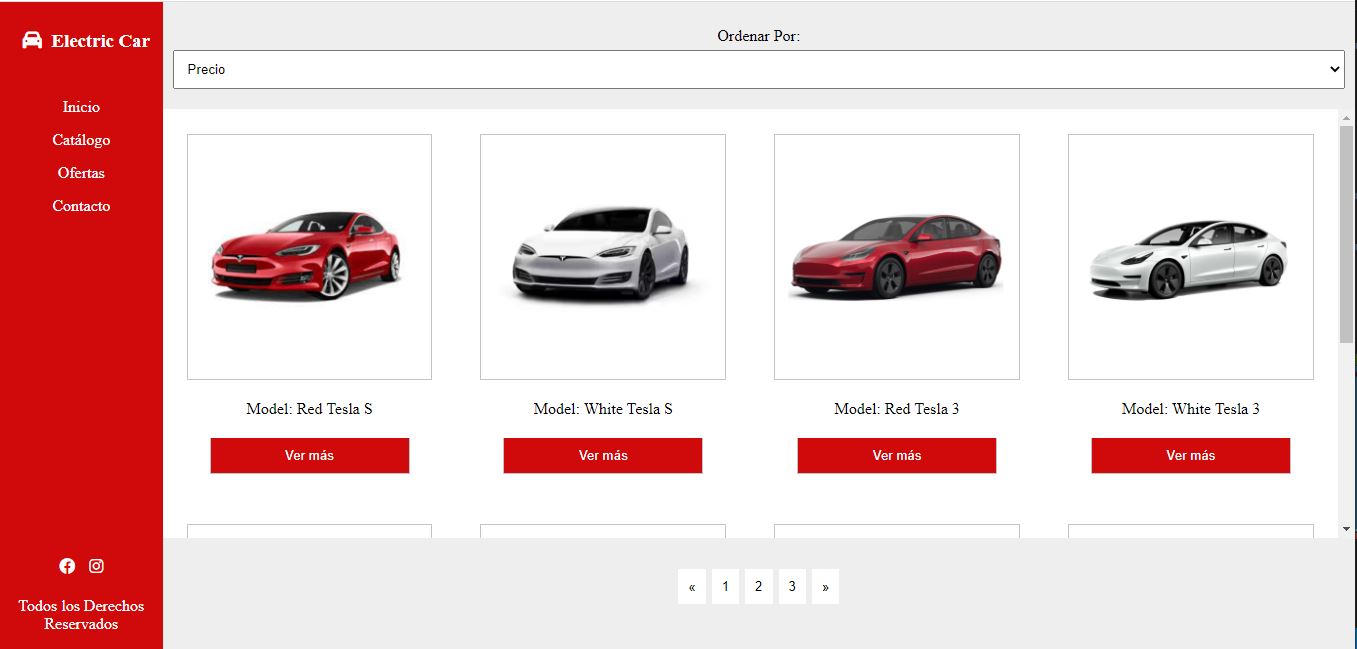 Electric Car
Inicio
Catálogo
Ofertas
Contacto
Todos los Derechos
Reservados
Ordenar Por:
Precio
Model: Red Tesla S
Ver más
Model: White Tesla S
Ver más
Model: Red Tesla 3
Ver más
Model: White Tesla 3
Ver más
« 1 2 3 »